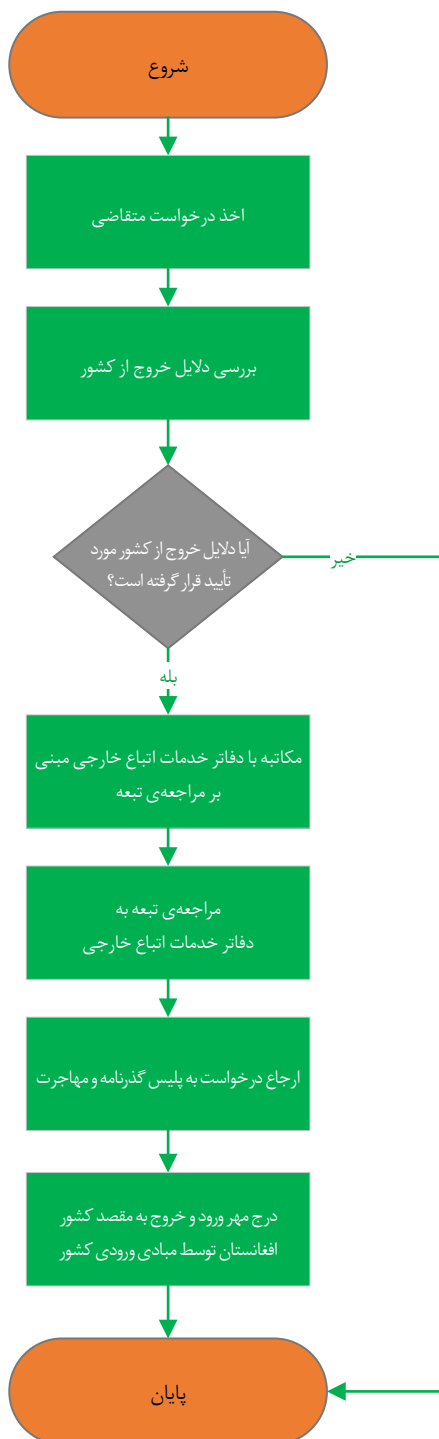 شروع
اخذ درخواست متقاضی
بررسی دلایل خروج از کشور
آیا دلایل خروج از کشور مورد
تأیید قرار گرفته است؟
خیر
بله
مکاتبه با دفاتر خدمات اتباع خارجی مبنی
بر مراجعه‌ی تبعه
مراجعه‌ی تبعه به
دفاتر خدمات اتباع خارجی
ارجاع درخواست به پلیس گذرنامه و مهاجرت
درج مهر ورود و خروج به مقصد کشور
افغانستان توسط مبادی ورودی کشور
پایان